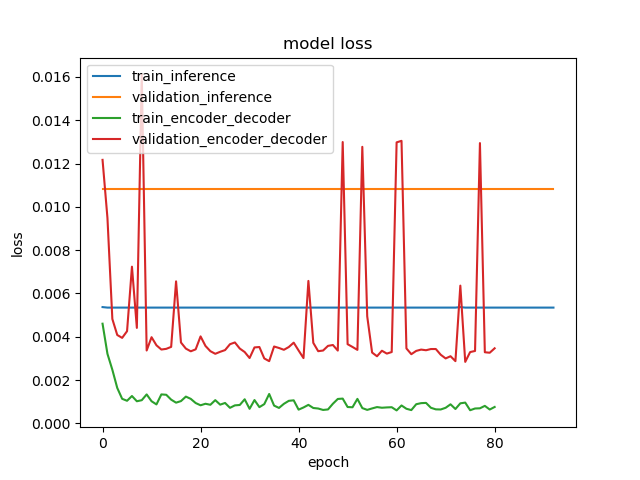 model loss
train_inference
validation_inference
train_encoder_decoder
validation_encoder_decoder
0.016
0.014
0.012
0.010
0.008
0.006
0.004
0.002
0.000
loss
0 20 40 60 80
epoch